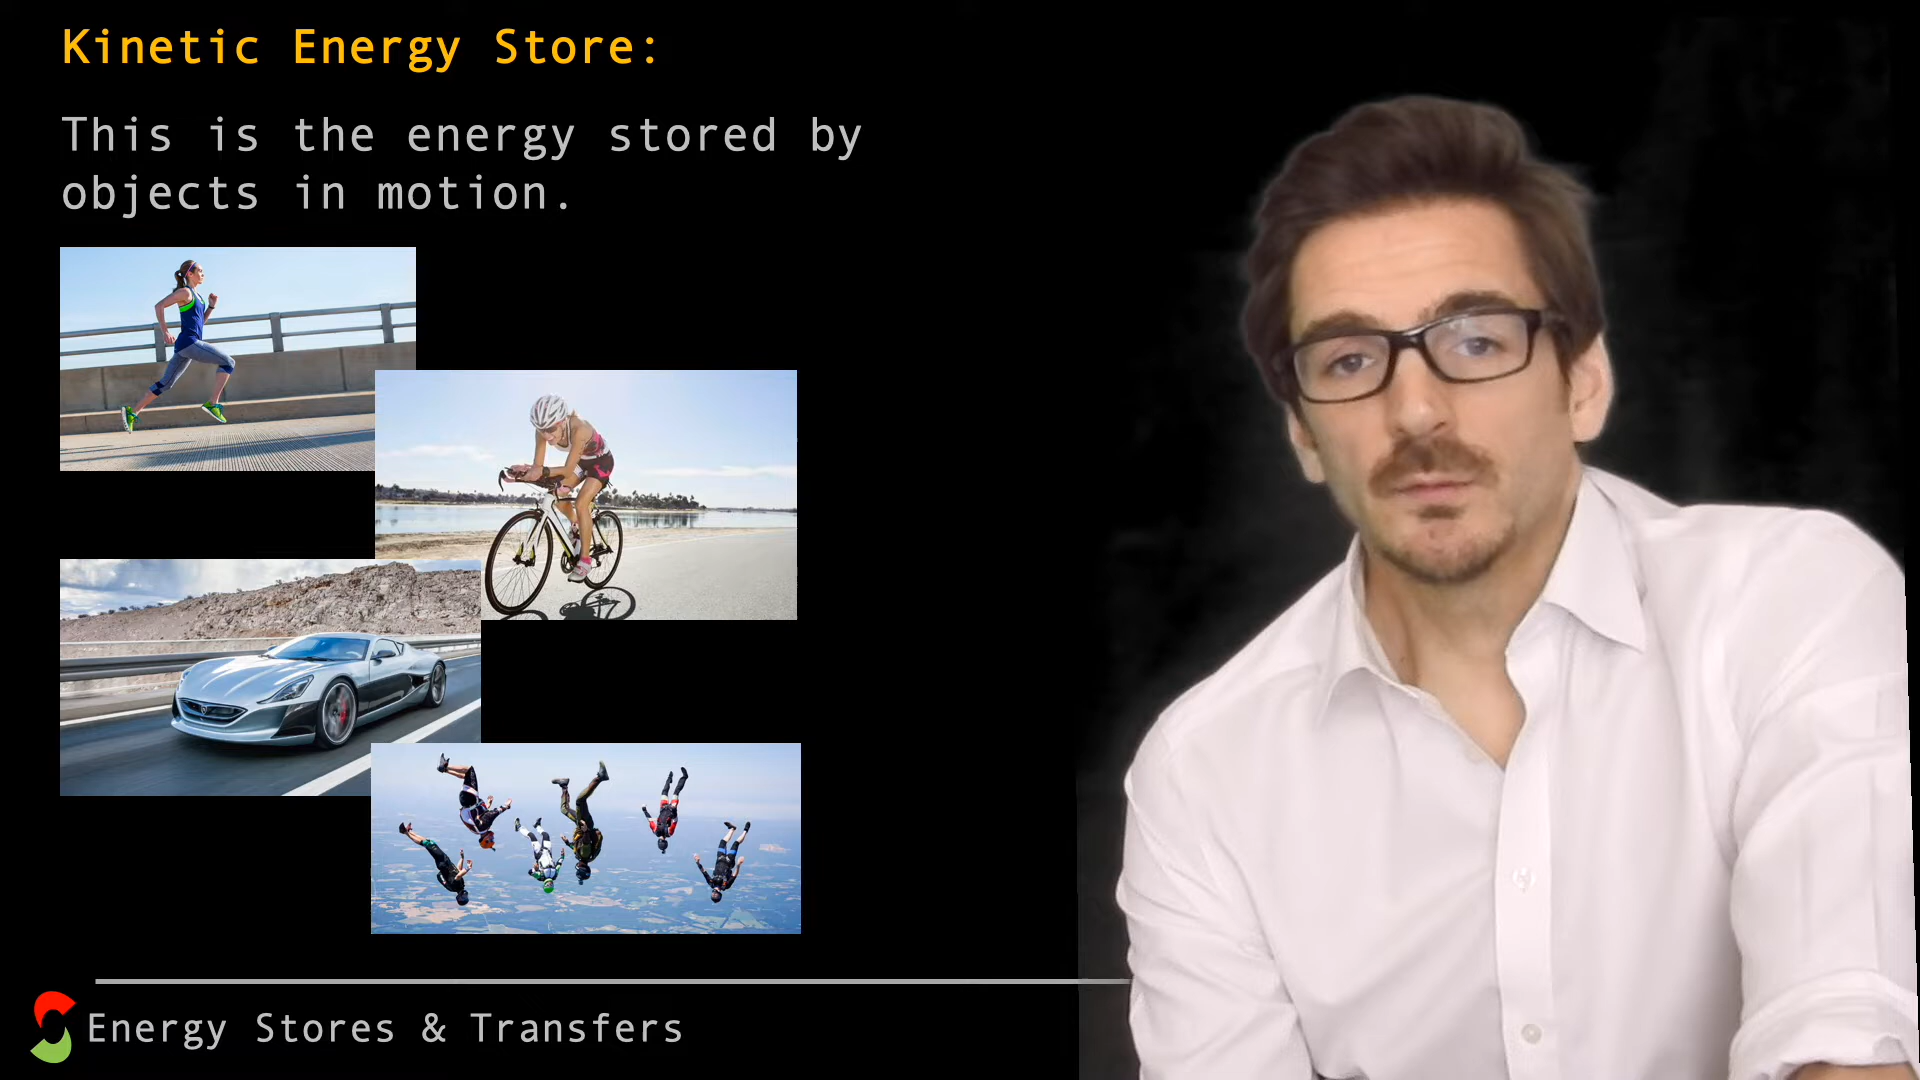 Kinetic Energy Store:
This is the energy stored by
objects in motion.
Energy Stores & Transfers